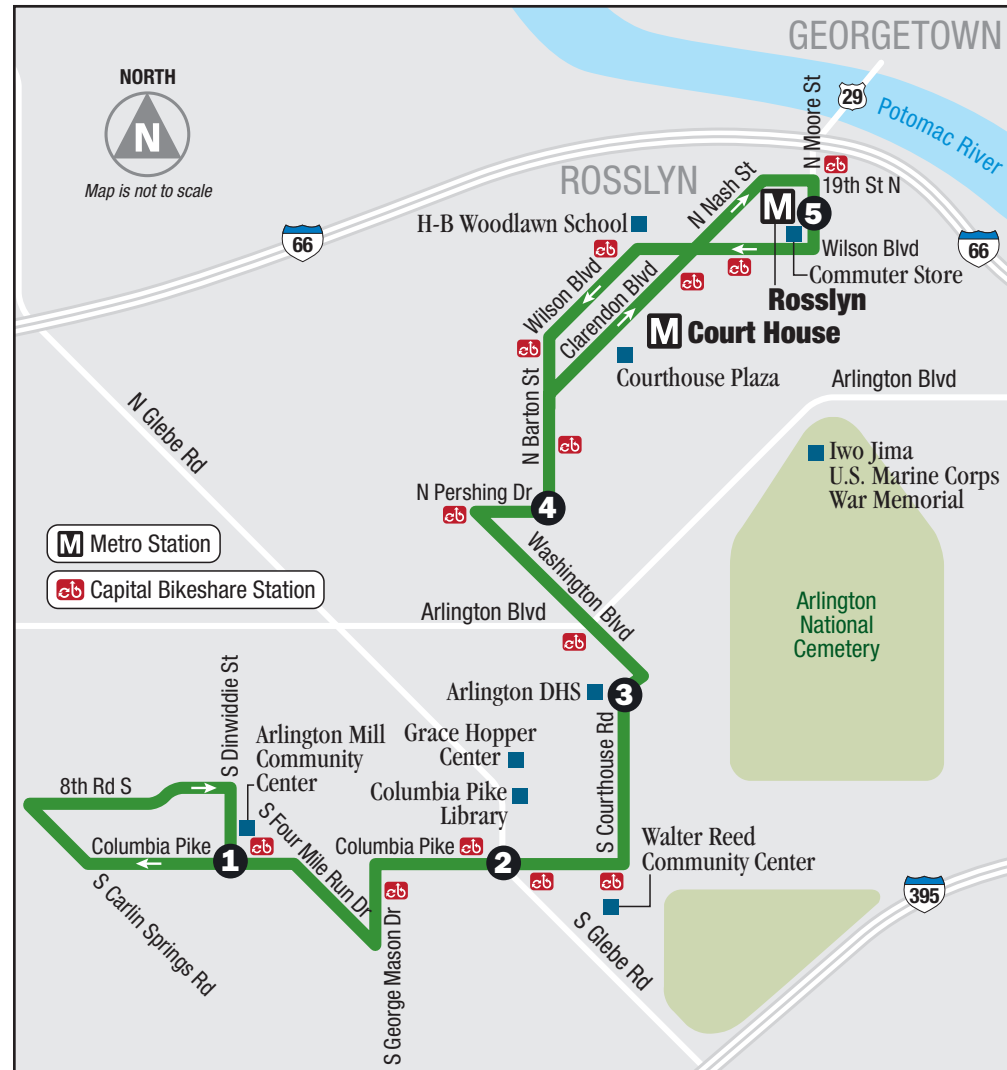 GEORGETOWN
NORTH
N
Map is not to scale
29
Potomac River
N Moore St
ROSSLYN
N Nash St
19th St N
M
5
H-B Woodlawn School
66
Wilson Blvd
66
Commuter Store
Rosslyn
Wilson Blvd
Clarendon Blvd
M Court House
Courthouse Plaza
Arlington Blvd
N Glebe Rd
N Barton St
Iwo Jima
U.S. Marine Corps
War Memorial
N Pershing Dr
4
M Metro Station
cb Capital Bikeshare Station
Washington Blvd
Arlington Blvd
Arlington
National
Cemetery
S Dinwiddie St
Arlington DHS
3
Arlington Mill
Community
Center
Grace Hopper
Center
8th Rd S
Columbia Pike
Library
S Courthouse Rd
S Four Mile Run Dr
Columbia Pike
1
Columbia Pike
2
Walter Reed
Community Center
S Carlin Springs Rd
S George Mason Dr
S Glebe Rd
395